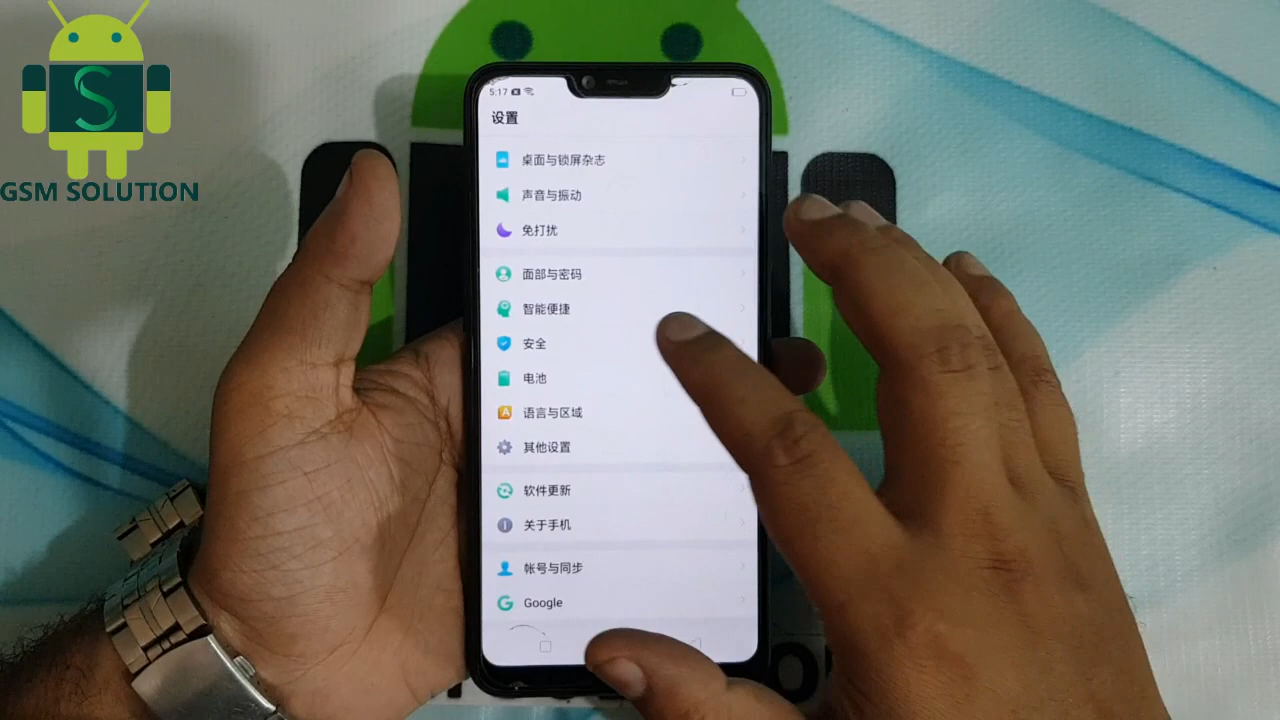 S
GSM SOLUTION
5:17
设置
桌面与锁屏杂志
声音与振动
免打扰
面部与密码
智能便捷
安全
电池
语言与区域
其他设置
软件更新
关于手机
帐号与同步
Google